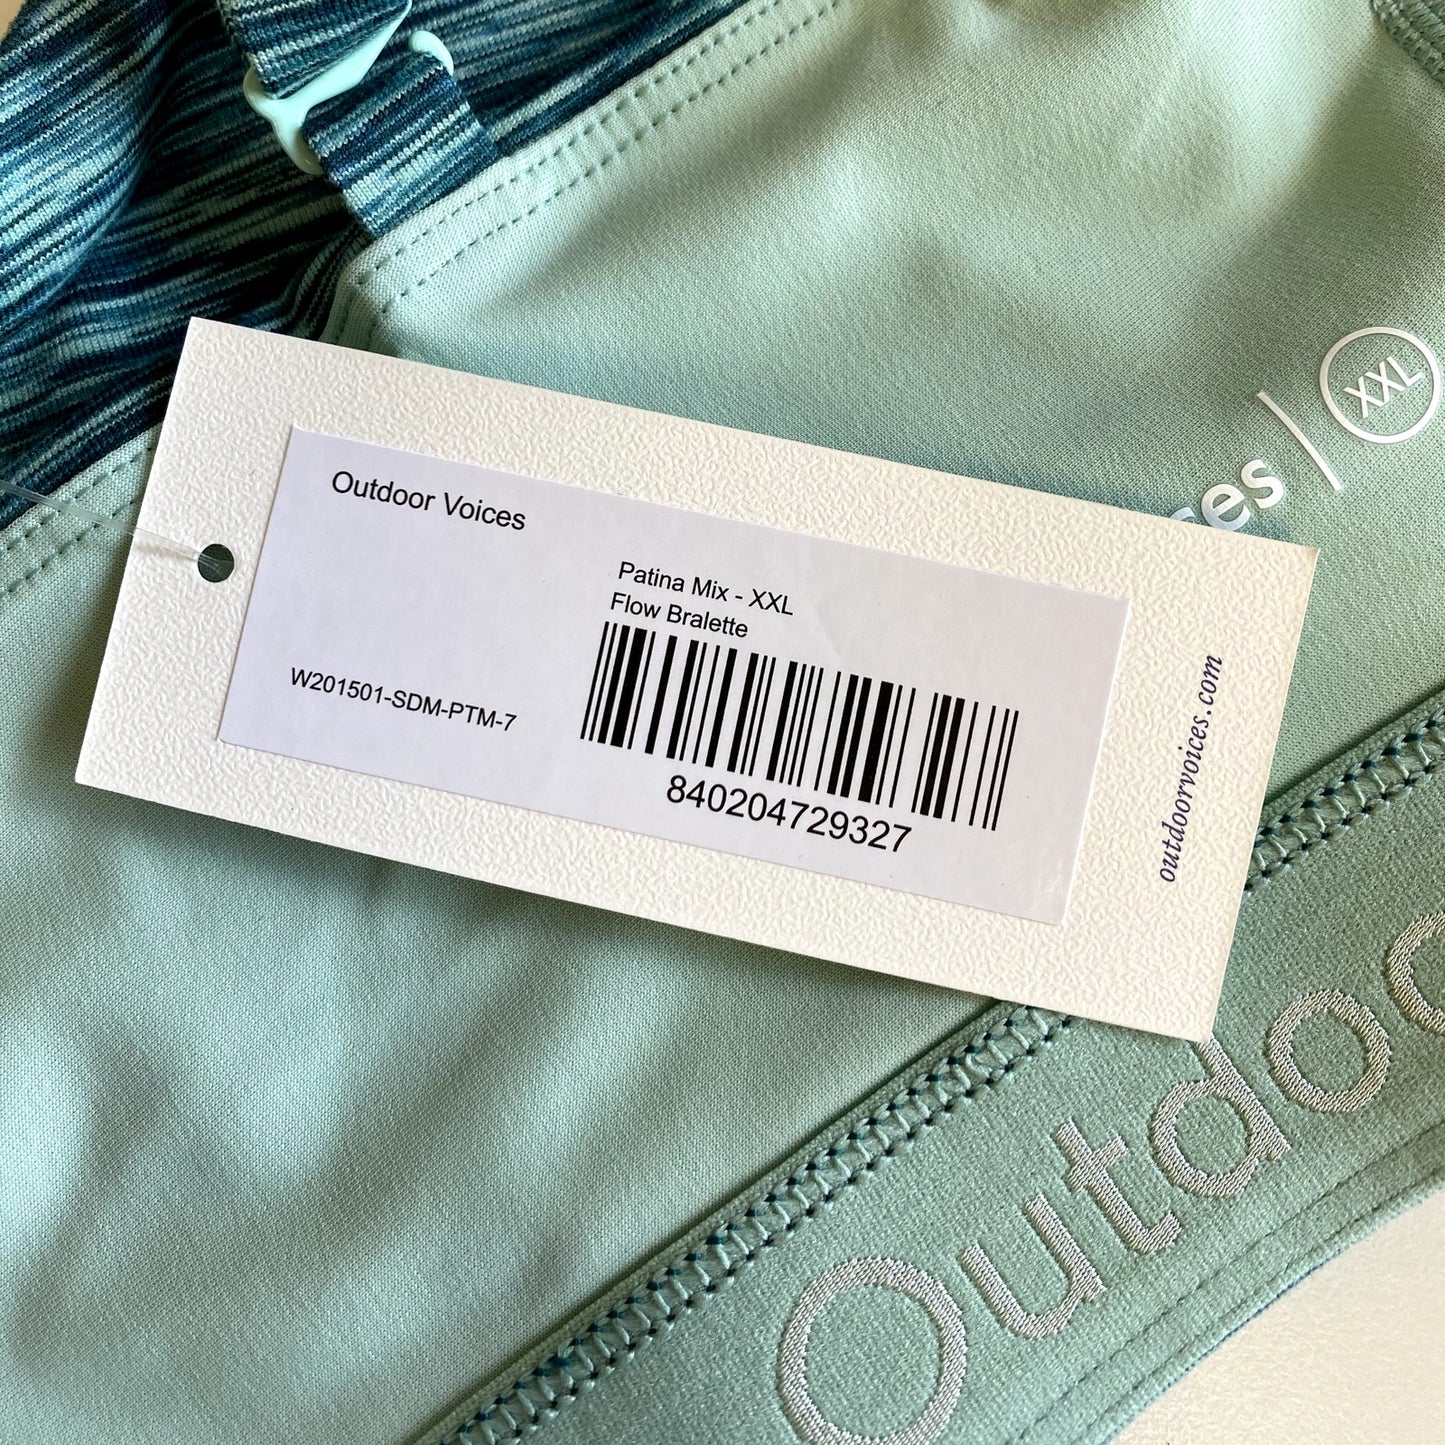 Outdoor Voices
Patina Mix - XXL
Flow Bralette
W201501-SDM-PTM-7
840204729327
outdoorvoices.com
ces | XXL
Outdoo